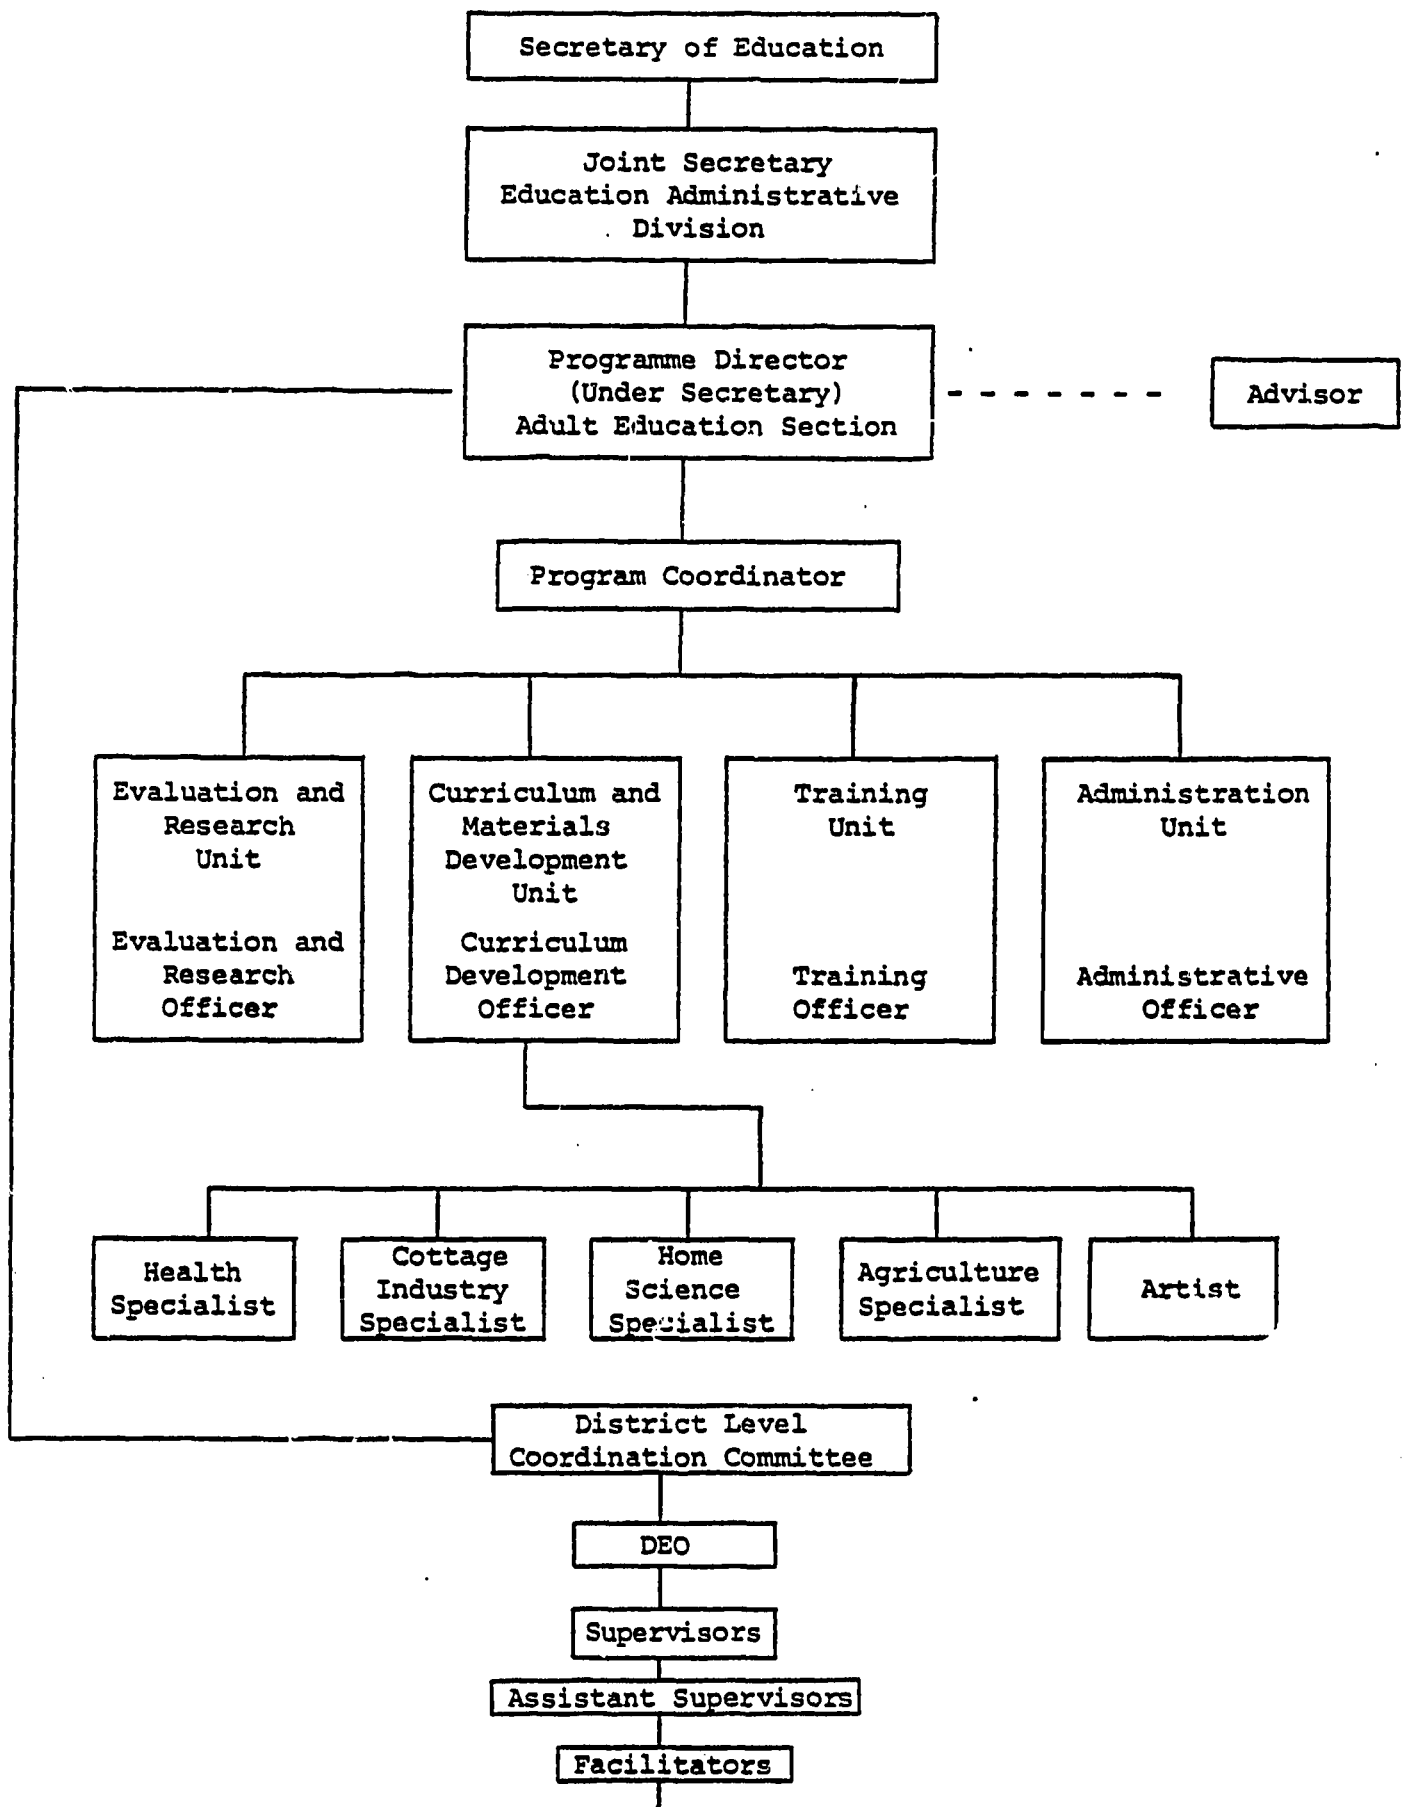 Secretary of Education
Joint Secretary
Education Administrative
Division
Programme Director
(Under Secretary)
Adult Education Section
Advisor
Program Coordinator
Evaluation and
Research
Unit
Evaluation and
Research
Officer
Curriculum and
Materials
Development
Unit
Curriculum
Development
Officer
Training
Unit
Training
Officer
Administration
Unit
Administrative
Officer
Health
Specialist
Cottage
Industry
Specialist
Home
Science
Specialist
Agriculture
Specialist
Artist
District Level
Coordination Committee
DEO
Supervisors
Assistant Supervisors
Facilitators